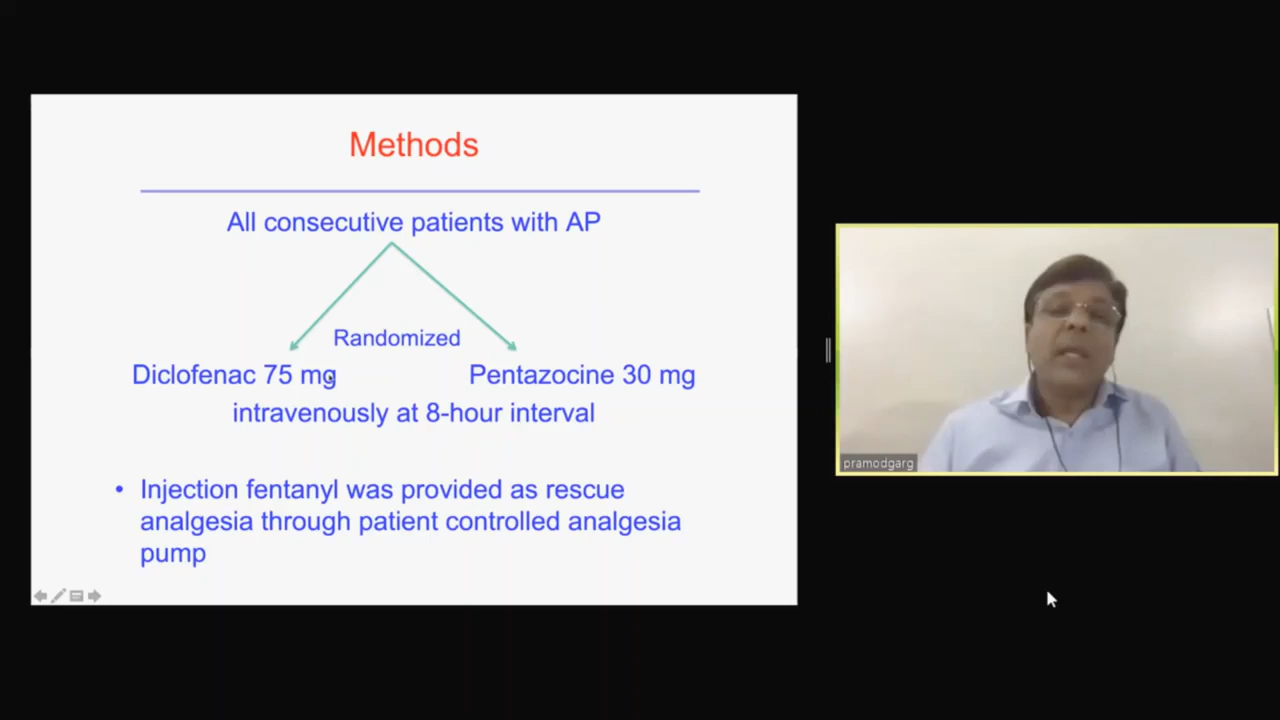 Methods
All consecutive patients with AP
Randomized
Diclofenac 75 mg
Pentazocine 30 mg
intravenously at 8-hour interval
• Injection fentanyl was provided as rescue
analgesia through patient controlled analgesia
pump
pramodgarg